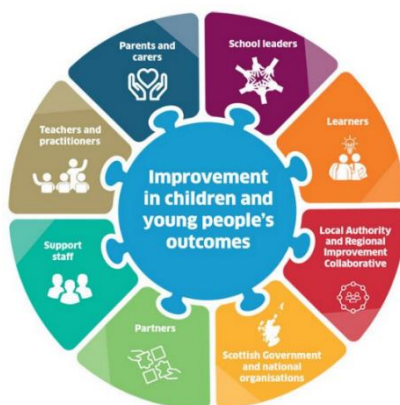 Parents and
carers
School leaders
Learners
Local Authority
and Regional
Improvement
Collaborative
Scottish Government
and national
organisations
Partners
Support
staff
Teachers and
practitioners
Improvement
in children and
young people's
outcomes